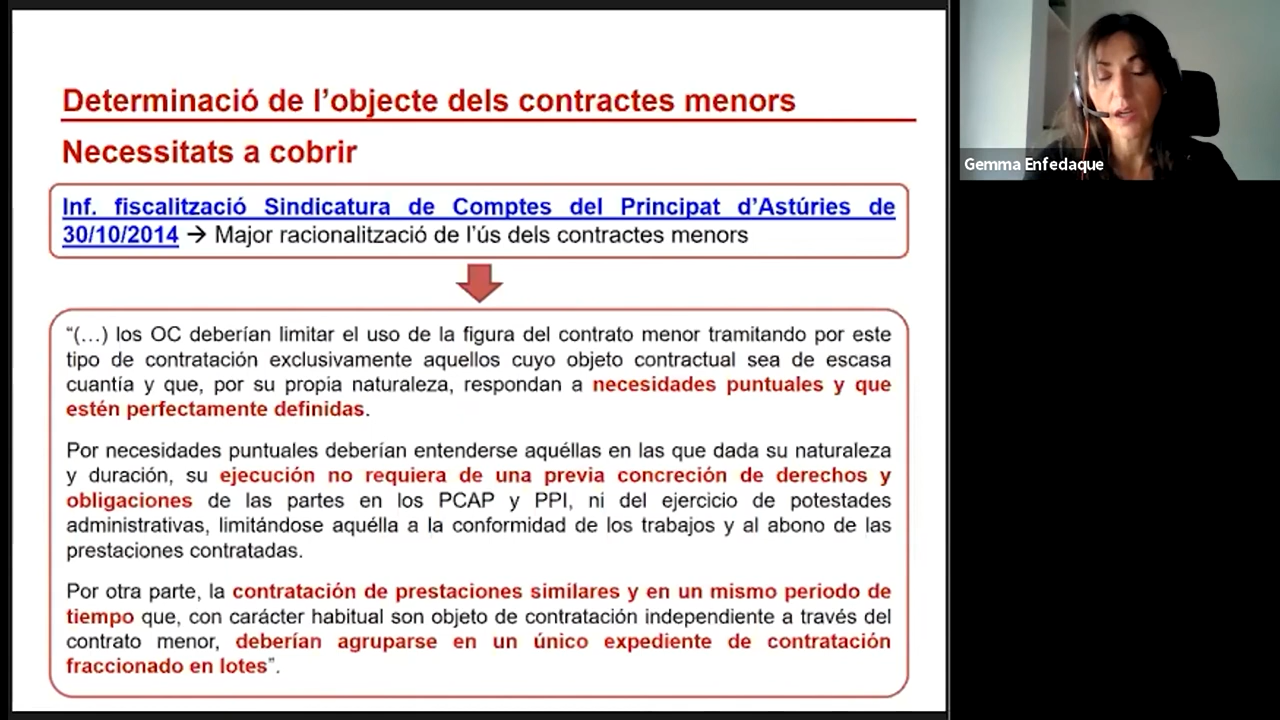 Determinació de l’objecte dels contractes menors
Necessitats a cobrir
Inf. fiscalització Sindicatura de Comptes del Principat d’Astúries de
30/10/2014 → Major racionalització de l’ús dels contractes menors
“(…) los OC deberían limitar el uso de la figura del contrato menor tramitando por este
tipo de contratación exclusivamente aquellos cuyo objeto contractual sea de escasa
cuantía y que, por su propia naturaleza, respondan a necesidades puntuales y que
estén perfectamente definidas.
Por necesidades puntuales deberían entenderse aquéllas en las que dada su naturaleza
y duración, su ejecución no requiera de una previa concreción de derechos y
obligaciones de las partes en los PCAP y PPI, ni del ejercicio de potestades
administrativas, limitándose aquélla a la conformidad de los trabajos y al abono de las
prestaciones contratadas.
Por otra parte, la contratación de prestaciones similares y en un mismo periodo de
tiempo que, con carácter habitual son objeto de contratación independiente a través del
contrato menor, deberían agruparse en un único expediente de contratación
fraccionado en lotes”.
Gemma Enfedaque